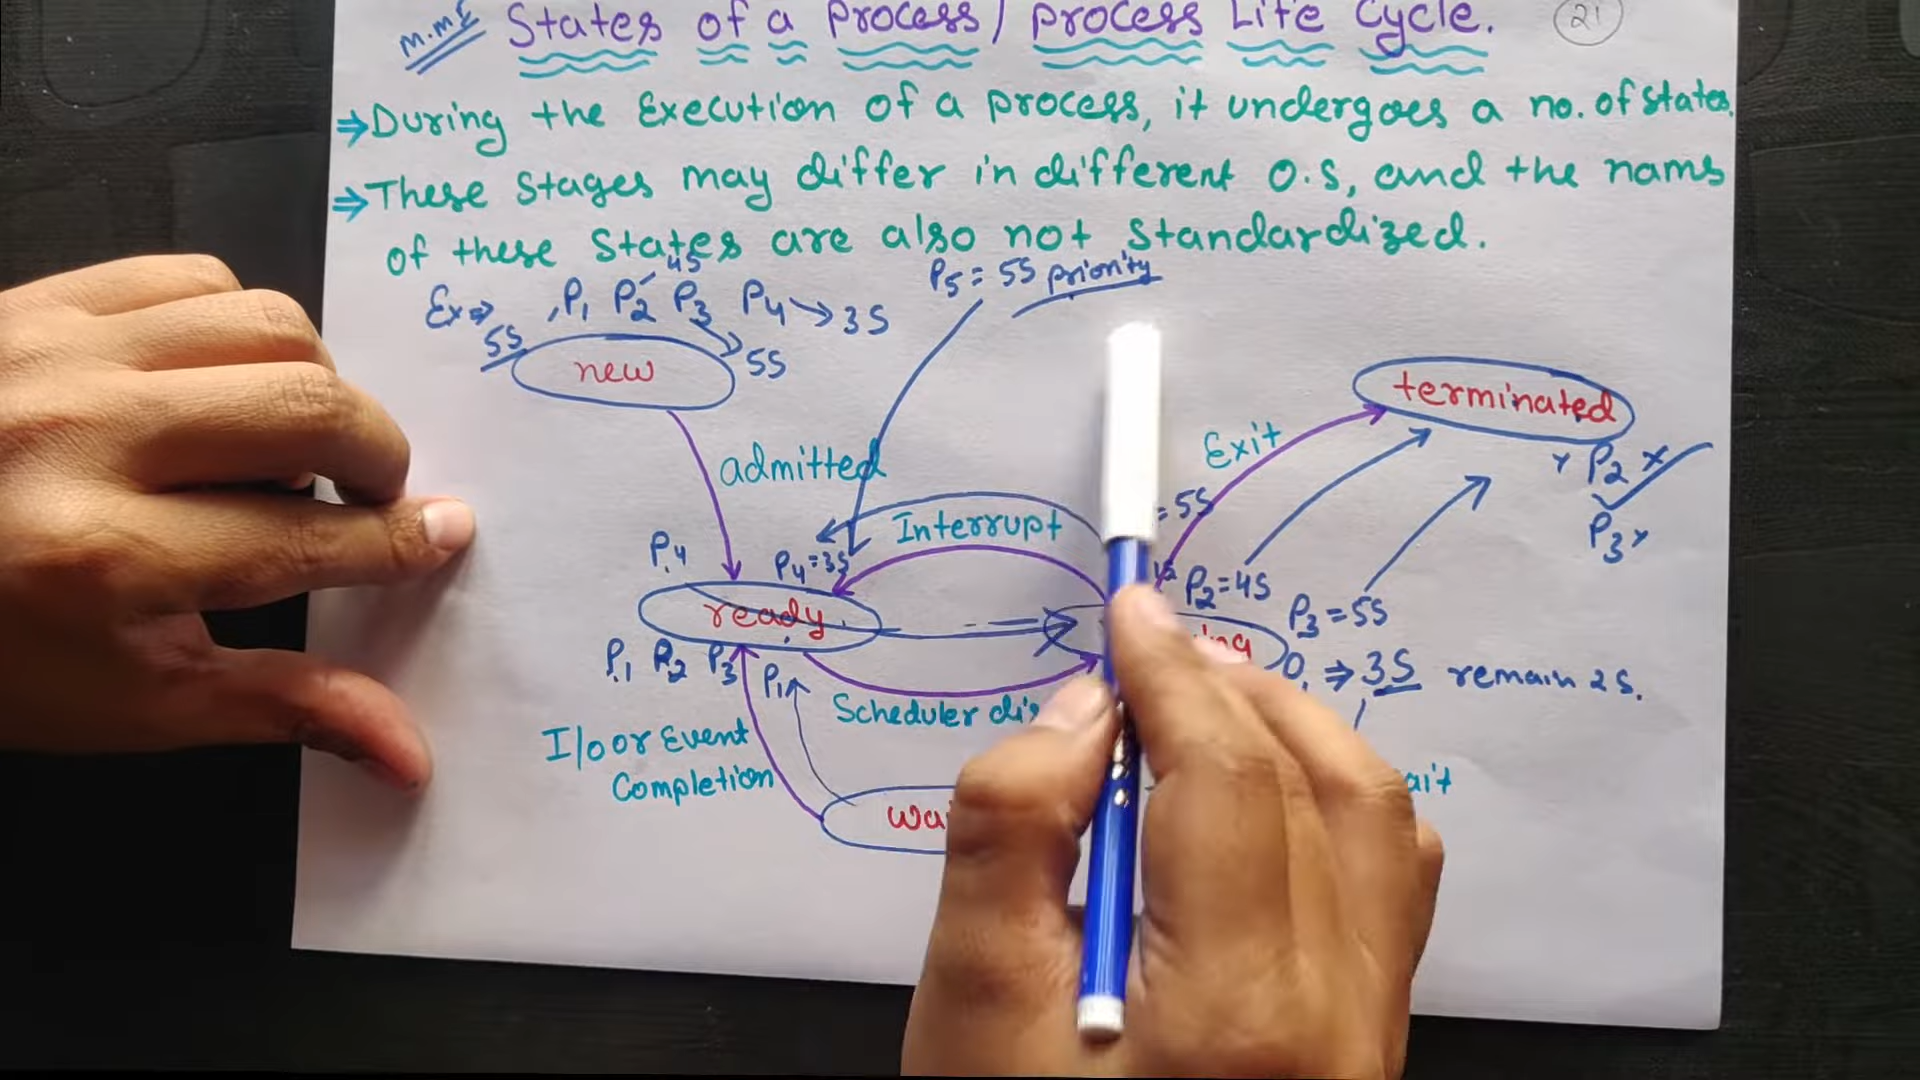 M.M.I States of a Process / Process Life Cycle. 21
⇒ During the Execution of a process, it undergoes a no. of states.
⇒ These Stages may differ in different O.S, and the nams
of these States are also not standardized.
Ex⇒ , P1 P2 P3 P4 → 3S
4S
P5 = 5S priority
5S
5S
new
terminated
admitted
Exit
P2 x
P3 x
Interrupt
= 5S
P4
P4 = 3S
P2 = 4S
P3 = 5S
ready
P1 P2 P3 P1
⇒ 3S remain 2S.
Scheduler
I/o or Event
Completion